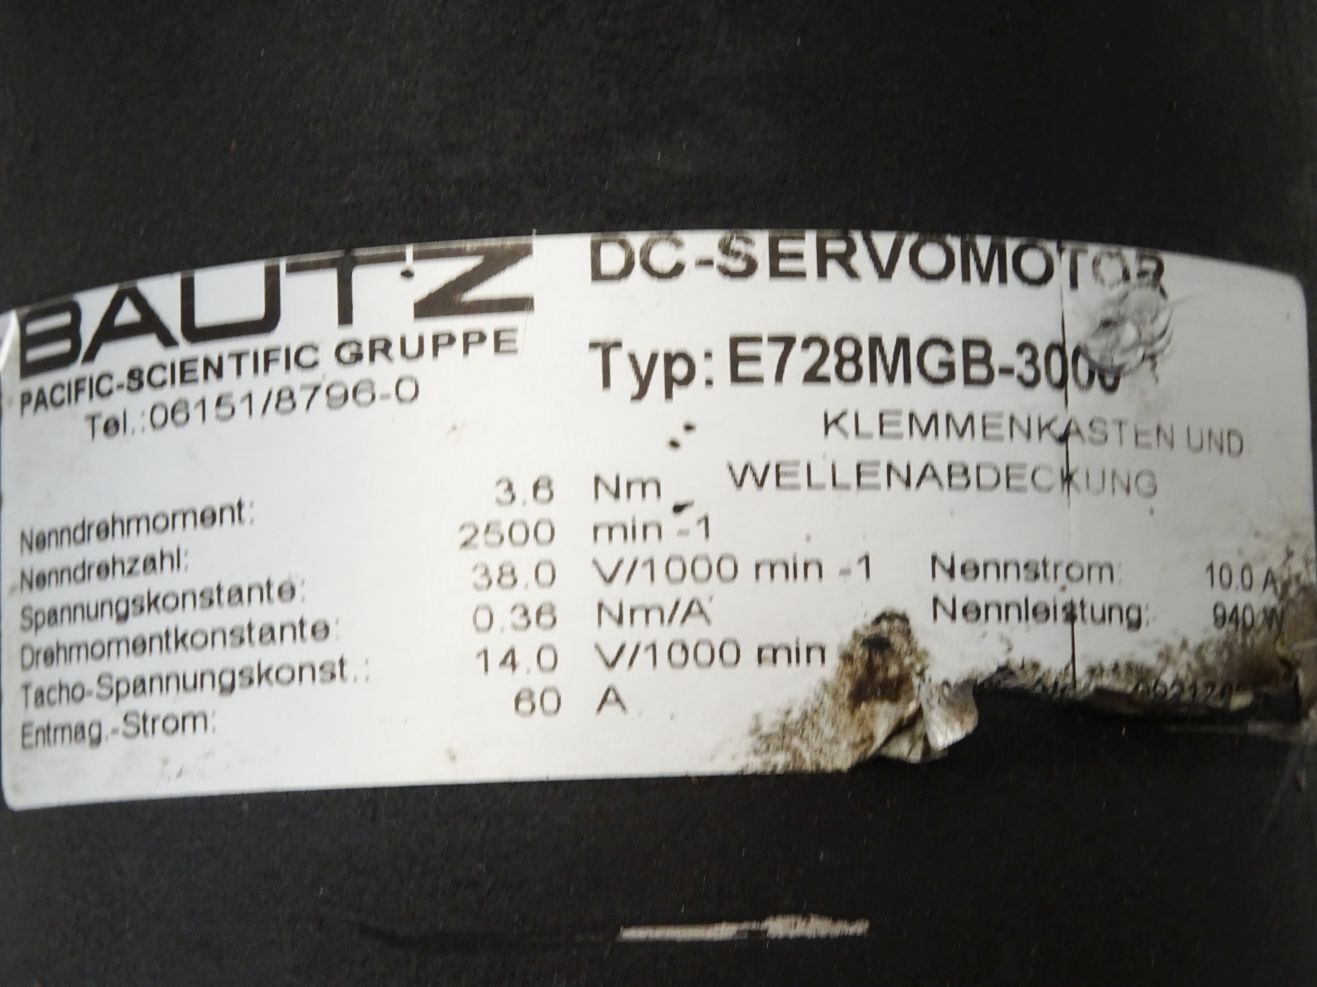 BAUTZ
PACIFIC-SCIENTIFIC GRUPPE
Tel.:06151/8796-0
DC-SERVOMOTOR
Typ: E728MGB-3000
KLEMMENKASTEN UND
WELLENABDECKUNG
Nenndrehmoment: 3.6 Nm
Nenndrehzahl: 2500 min -1
Spannungskonstante: 38.0 V/1000 min -1
Drehmomentkonstante: 0.36 Nm/A
Tacho-Spannungskonst.: 14.0 V/1000 min
Entmag.-Strom: 60 A
Nennstrom: 10.0 A
Nennleistung: 940 W